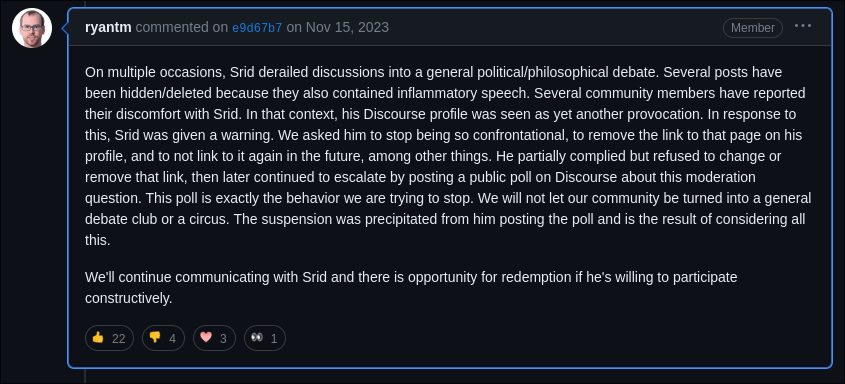 ryantm commented on e9d67b7 on Nov 15, 2023 Member ...
On multiple occasions, Srid derailed discussions into a general political/philosophical debate. Several posts have
been hidden/deleted because they also contained inflammatory speech. Several community members have reported
their discomfort with Srid. In that context, his Discourse profile was seen as yet another provocation. In response to
this, Srid was given a warning. We asked him to stop being so confrontational, to remove the link to that page on his
profile, and to not link to it again in the future, among other things. He partially complied but refused to change or
remove that link, then later continued to escalate by posting a public poll on Discourse about this moderation
question. This poll is exactly the behavior we are trying to stop. We will not let our community be turned into a general
debate club or a circus. The suspension was precipitated from him posting the poll and is the result of considering all
this.
We'll continue communicating with Srid and there is opportunity for redemption if he's willing to participate
constructively.
👍 22 👎 4 ❤️ 3 👀 1